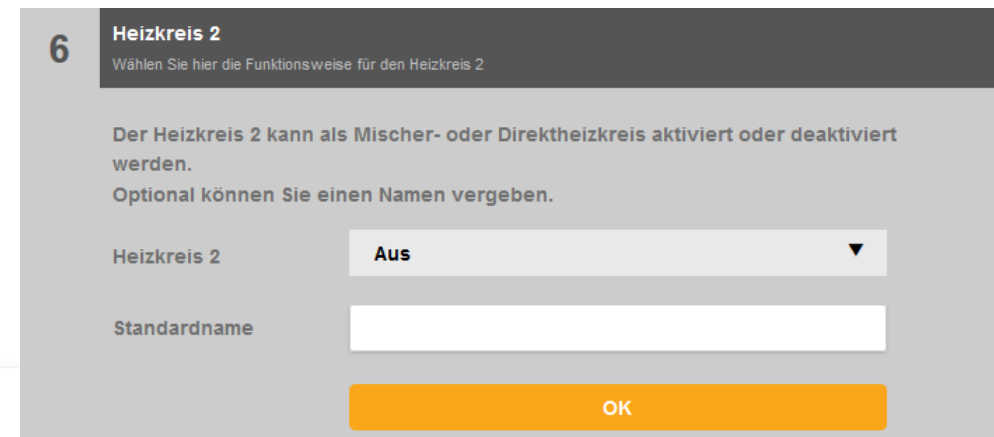 6
Heizkreis 2
Wählen Sie hier die Funktionsweise für den Heizkreis 2
Der Heizkreis 2 kann als Mischer- oder Direktheizkreis aktiviert oder deaktiviert
werden.
Optional können Sie einen Namen vergeben.
Heizkreis 2 Aus ▼
Standardname
OK